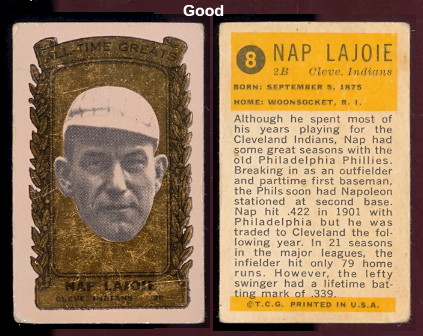 Good
ALL-TIME GREATS
NAP LAJOIE
CLEVE. INDIANS 2B
8 NAP LAJOIE
2B Cleve. Indians
BORN: SEPTEMBER 5, 1875
HOME: WOONSOCKET, R. I.
Although he spent most of
his years playing for the
Cleveland Indians, Nap had
some great seasons with the
old Philadelphia Phillies.
Breaking in as an outfielder
and parttime first baseman,
the Phils soon had Napoleon
stationed at second base.
Nap hit .422 in 1901 with
Philadelphia but he was
traded to Cleveland the fol-
lowing year. In 21 seasons
in the major leagues, the
infielder hit only 79 home
runs. However, the lefty
swinger had a lifetime bat-
ting mark of .339.
©T.C.G. PRINTED IN U.S.A.